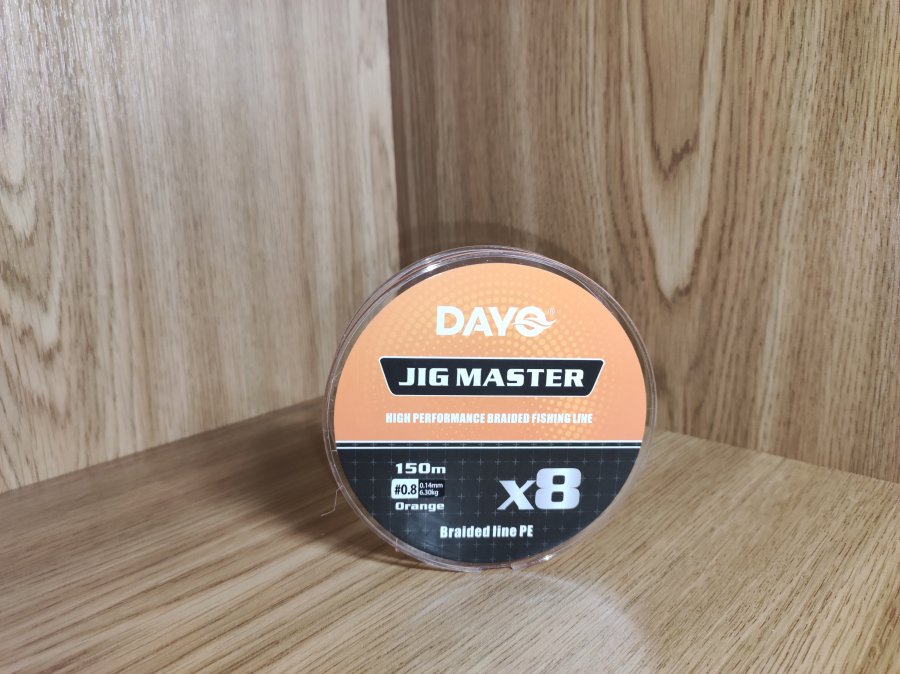 DAYO®
JIG MASTER
HIGH PERFORMANCE BRAIDED FISHING LINE
150m
#0.8 0.14mm 6.30kg
Orange
x8
Braided line PE